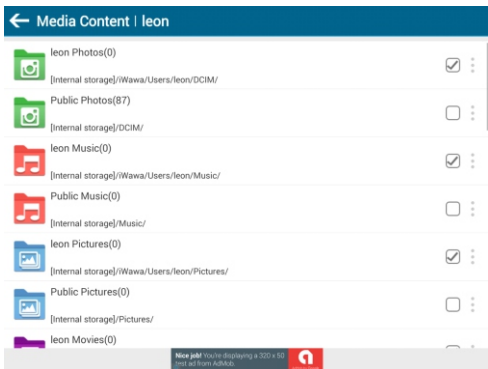 Media Content | leon
leon Photos(0)
[Internal storage]/iWawa/Users/leon/DCIM/
Public Photos(87)
[Internal storage]/DCIM/
leon Music(0)
[Internal storage]/iWawa/Users/leon/Music/
Public Music(0)
[Internal storage]/Music/
leon Pictures(0)
[Internal storage]/iWawa/Users/leon/Pictures/
Public Pictures(0)
[Internal storage]/Pictures/
leon Movies(0)
Nice job! You're displaying a 320 x 50
test ad from AdMob